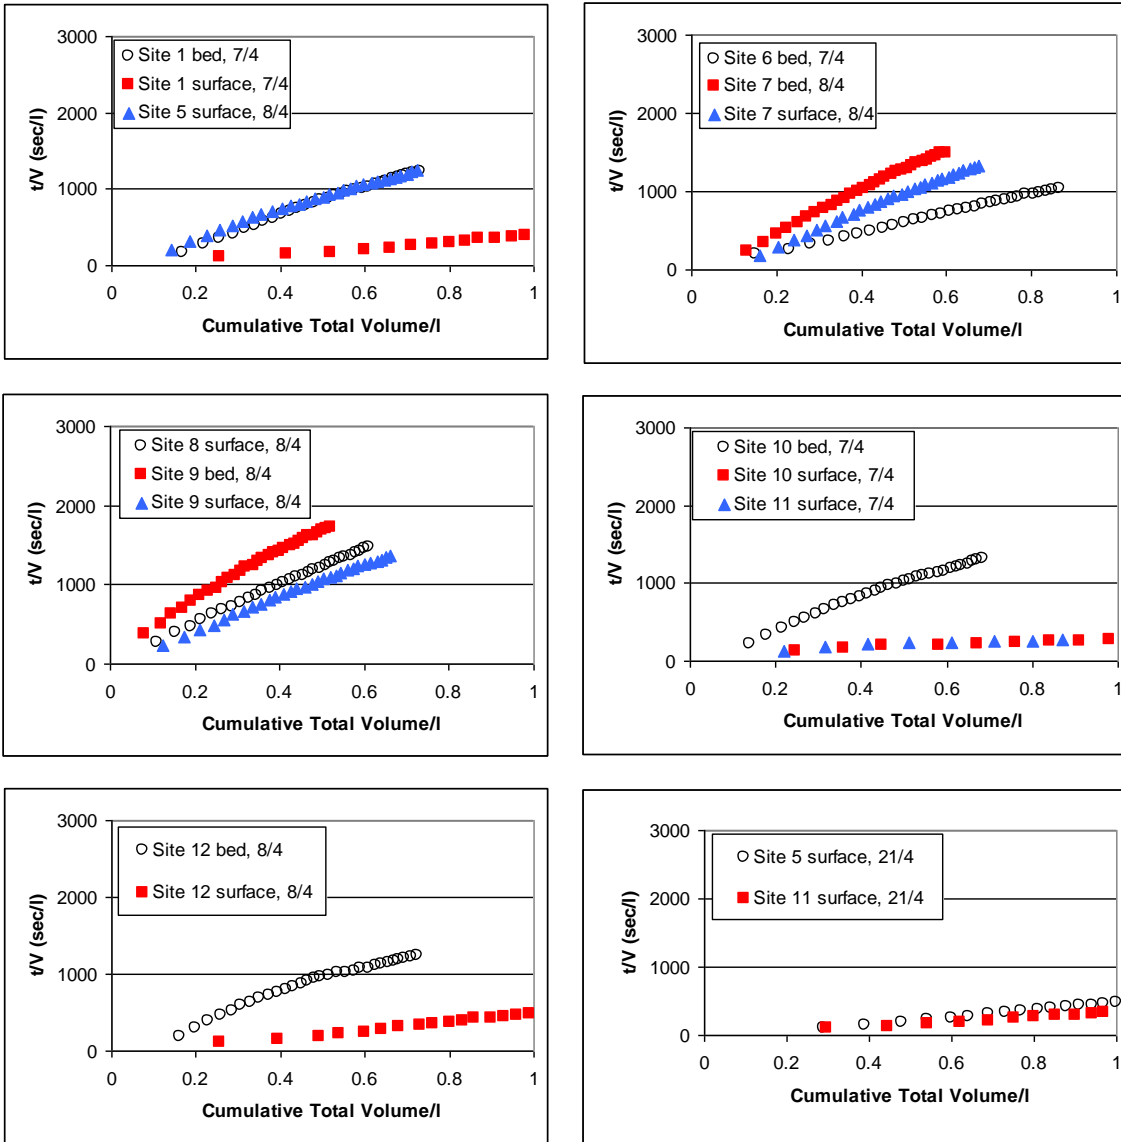 3000
2000
1000
0
t/V (sec/l)
Site 1 bed, 7/4
Site 1 surface, 7/4
Site 5 surface, 8/4
0 0.2 0.4 0.6 0.8 1
Cumulative Total Volume/l
3000
2000
1000
0
t/V (sec/l)
Site 6 bed, 7/4
Site 7 bed, 8/4
Site 7 surface, 8/4
0 0.2 0.4 0.6 0.8 1
Cumulative Total Volume/l
3000
2000
1000
0
t/V (sec/l)
Site 8 surface, 8/4
Site 9 bed, 8/4
Site 9 surface, 8/4
0 0.2 0.4 0.6 0.8 1
Cumulative Total Volume/l
3000
2000
1000
0
t/V (sec/l)
Site 10 bed, 7/4
Site 10 surface, 7/4
Site 11 surface, 7/4
0 0.2 0.4 0.6 0.8 1
Cumulative Total Volume/l
3000
2000
1000
0
t/V (sec/l)
Site 12 bed, 8/4
Site 12 surface, 8/4
0 0.2 0.4 0.6 0.8 1
Cumulative Total Volume/l
3000
2000
1000
0
t/V (sec/l)
Site 5 surface, 21/4
Site 11 surface, 21/4
0 0.2 0.4 0.6 0.8 1
Cumulative Total Volume/l